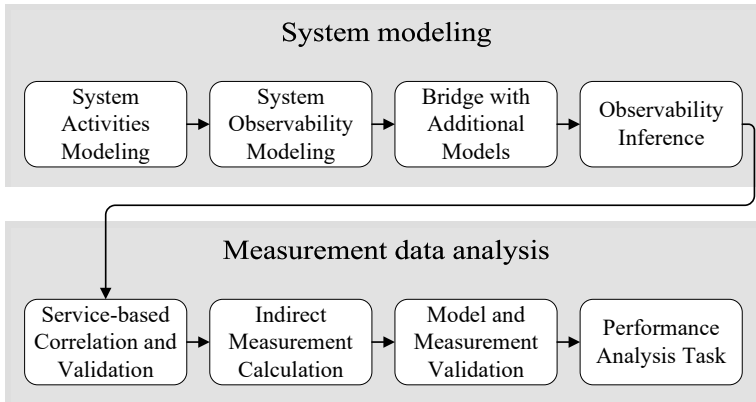 System modeling
System
Activities
Modeling
System
Observability
Modeling
Bridge with
Additional
Models
Observability
Inference
Measurement data analysis
Service-based
Correlation and
Validation
Indirect
Measurement
Calculation
Model and
Measurement
Validation
Performance
Analysis Task